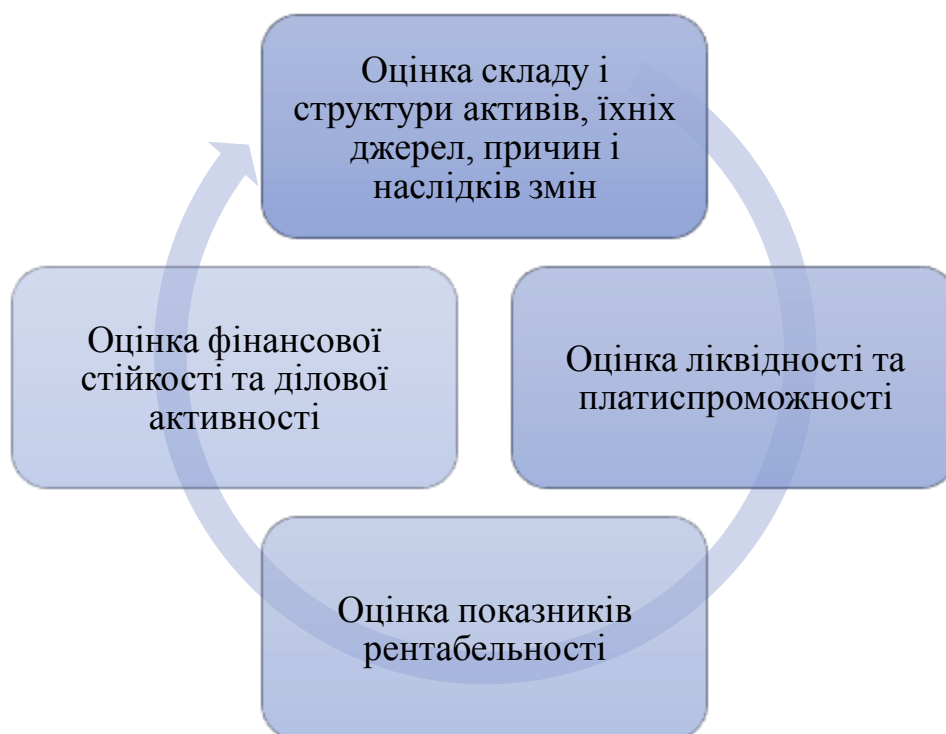 Оцінка складу і
структури активів, їхніх
джерел, причин і
наслідків змін
Оцінка ліквідності та
платиспроможності
Оцінка показників
рентабельності
Оцінка фінансової
стійкості та ділової
активності